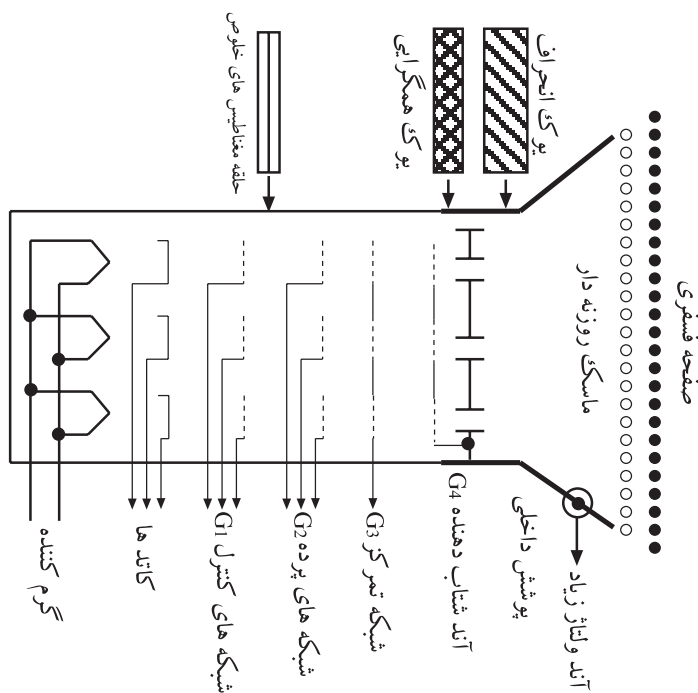 صفحه فسفری
ماسک روزنه دار
یوک انحراف
یوک همگرایی
حلقه مغناطیس های خلوص
آند ولتاژ زیاد
پوشش داخلی
آند شتاب دهنده G4
شبکه تمرکز G3
شبکه های پرده G2
شبکه های کنترل G1
کاتد ها
گرم کننده